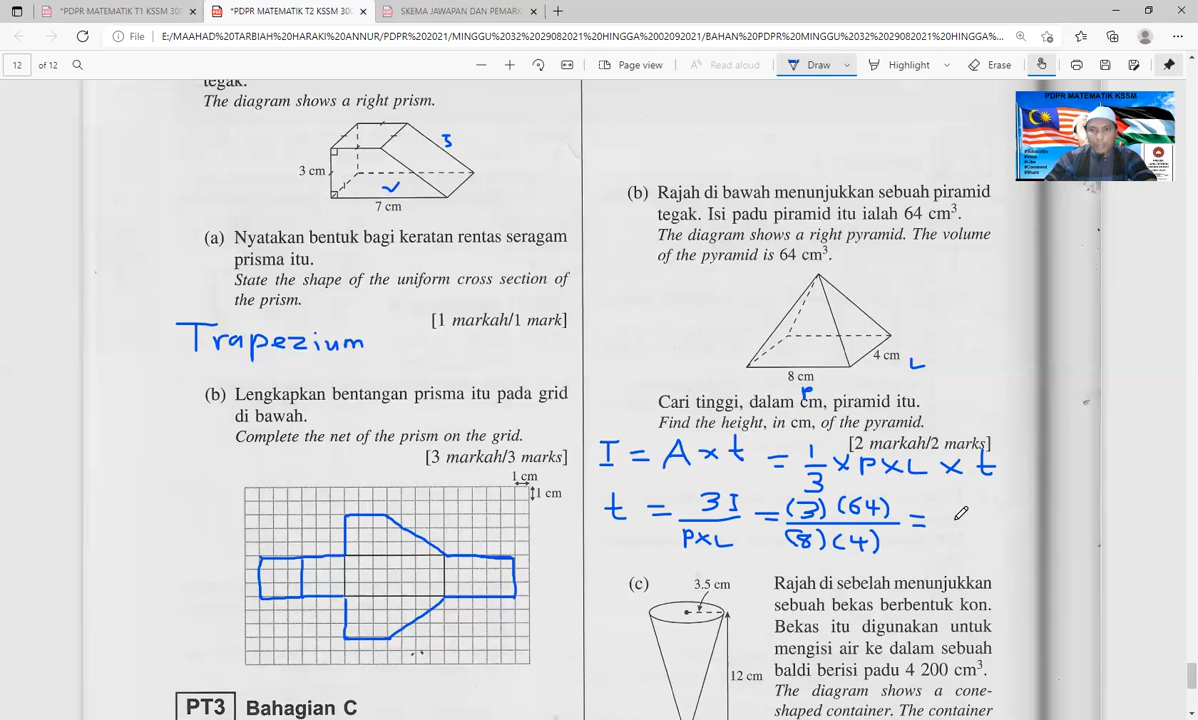 *PDPR MATEMATIK T1 KSSM 30
*PDPR MATEMATIK T2 KSSM 30
SKEMA JAWAPAN DAN PEMARK
File
E:/MAAHAD%20TARBIAH%20HARAKI%20ANNUR/PDPR%202021/MINGGU%2032%2029082021%20HINGGA%2002092021/BAHAN%20PDPR%20MINGGU%2032%2029082021%20HINGGA%...
12 of 12
Page view
Read aloud
Draw
Highlight
Erase
PDPR MATEMATIK KSSM
tegak.
The diagram shows a right prism.
5
3 cm
7 cm
(a) Nyatakan bentuk bagi keratan rentas seragam
prisma itu.
State the shape of the uniform cross section of
the prism.
[1 markah/1 mark]
Trapezium
(b) Lengkapkan bentangan prisma itu pada grid
di bawah.
Complete the net of the prism on the grid.
[3 markah/3 marks]
1 cm
1 cm
PT3 Bahagian C
(b) Rajah di bawah menunjukkan sebuah piramid
tegak. Isi padu piramid itu ialah 64 cm³.
The diagram shows a right pyramid. The volume
of the pyramid is 64 cm³.
4 cm L
8 cm
P
Cari tinggi, dalam cm, piramid itu.
Find the height, in cm, of the pyramid.
[2 markah/2 marks]
I = A × t = 1/3 × P × L × t
t = 3I / P×L = (3)(64) / (8)(4) =
(c)
3.5 cm
12 cm
Rajah di sebelah menunjukkan
sebuah bekas berbentuk kon.
Bekas itu digunakan untuk
mengisi air ke dalam sebuah
baldi berisi padu 4 200 cm³.
The diagram shows a cone-
shaped container. The container